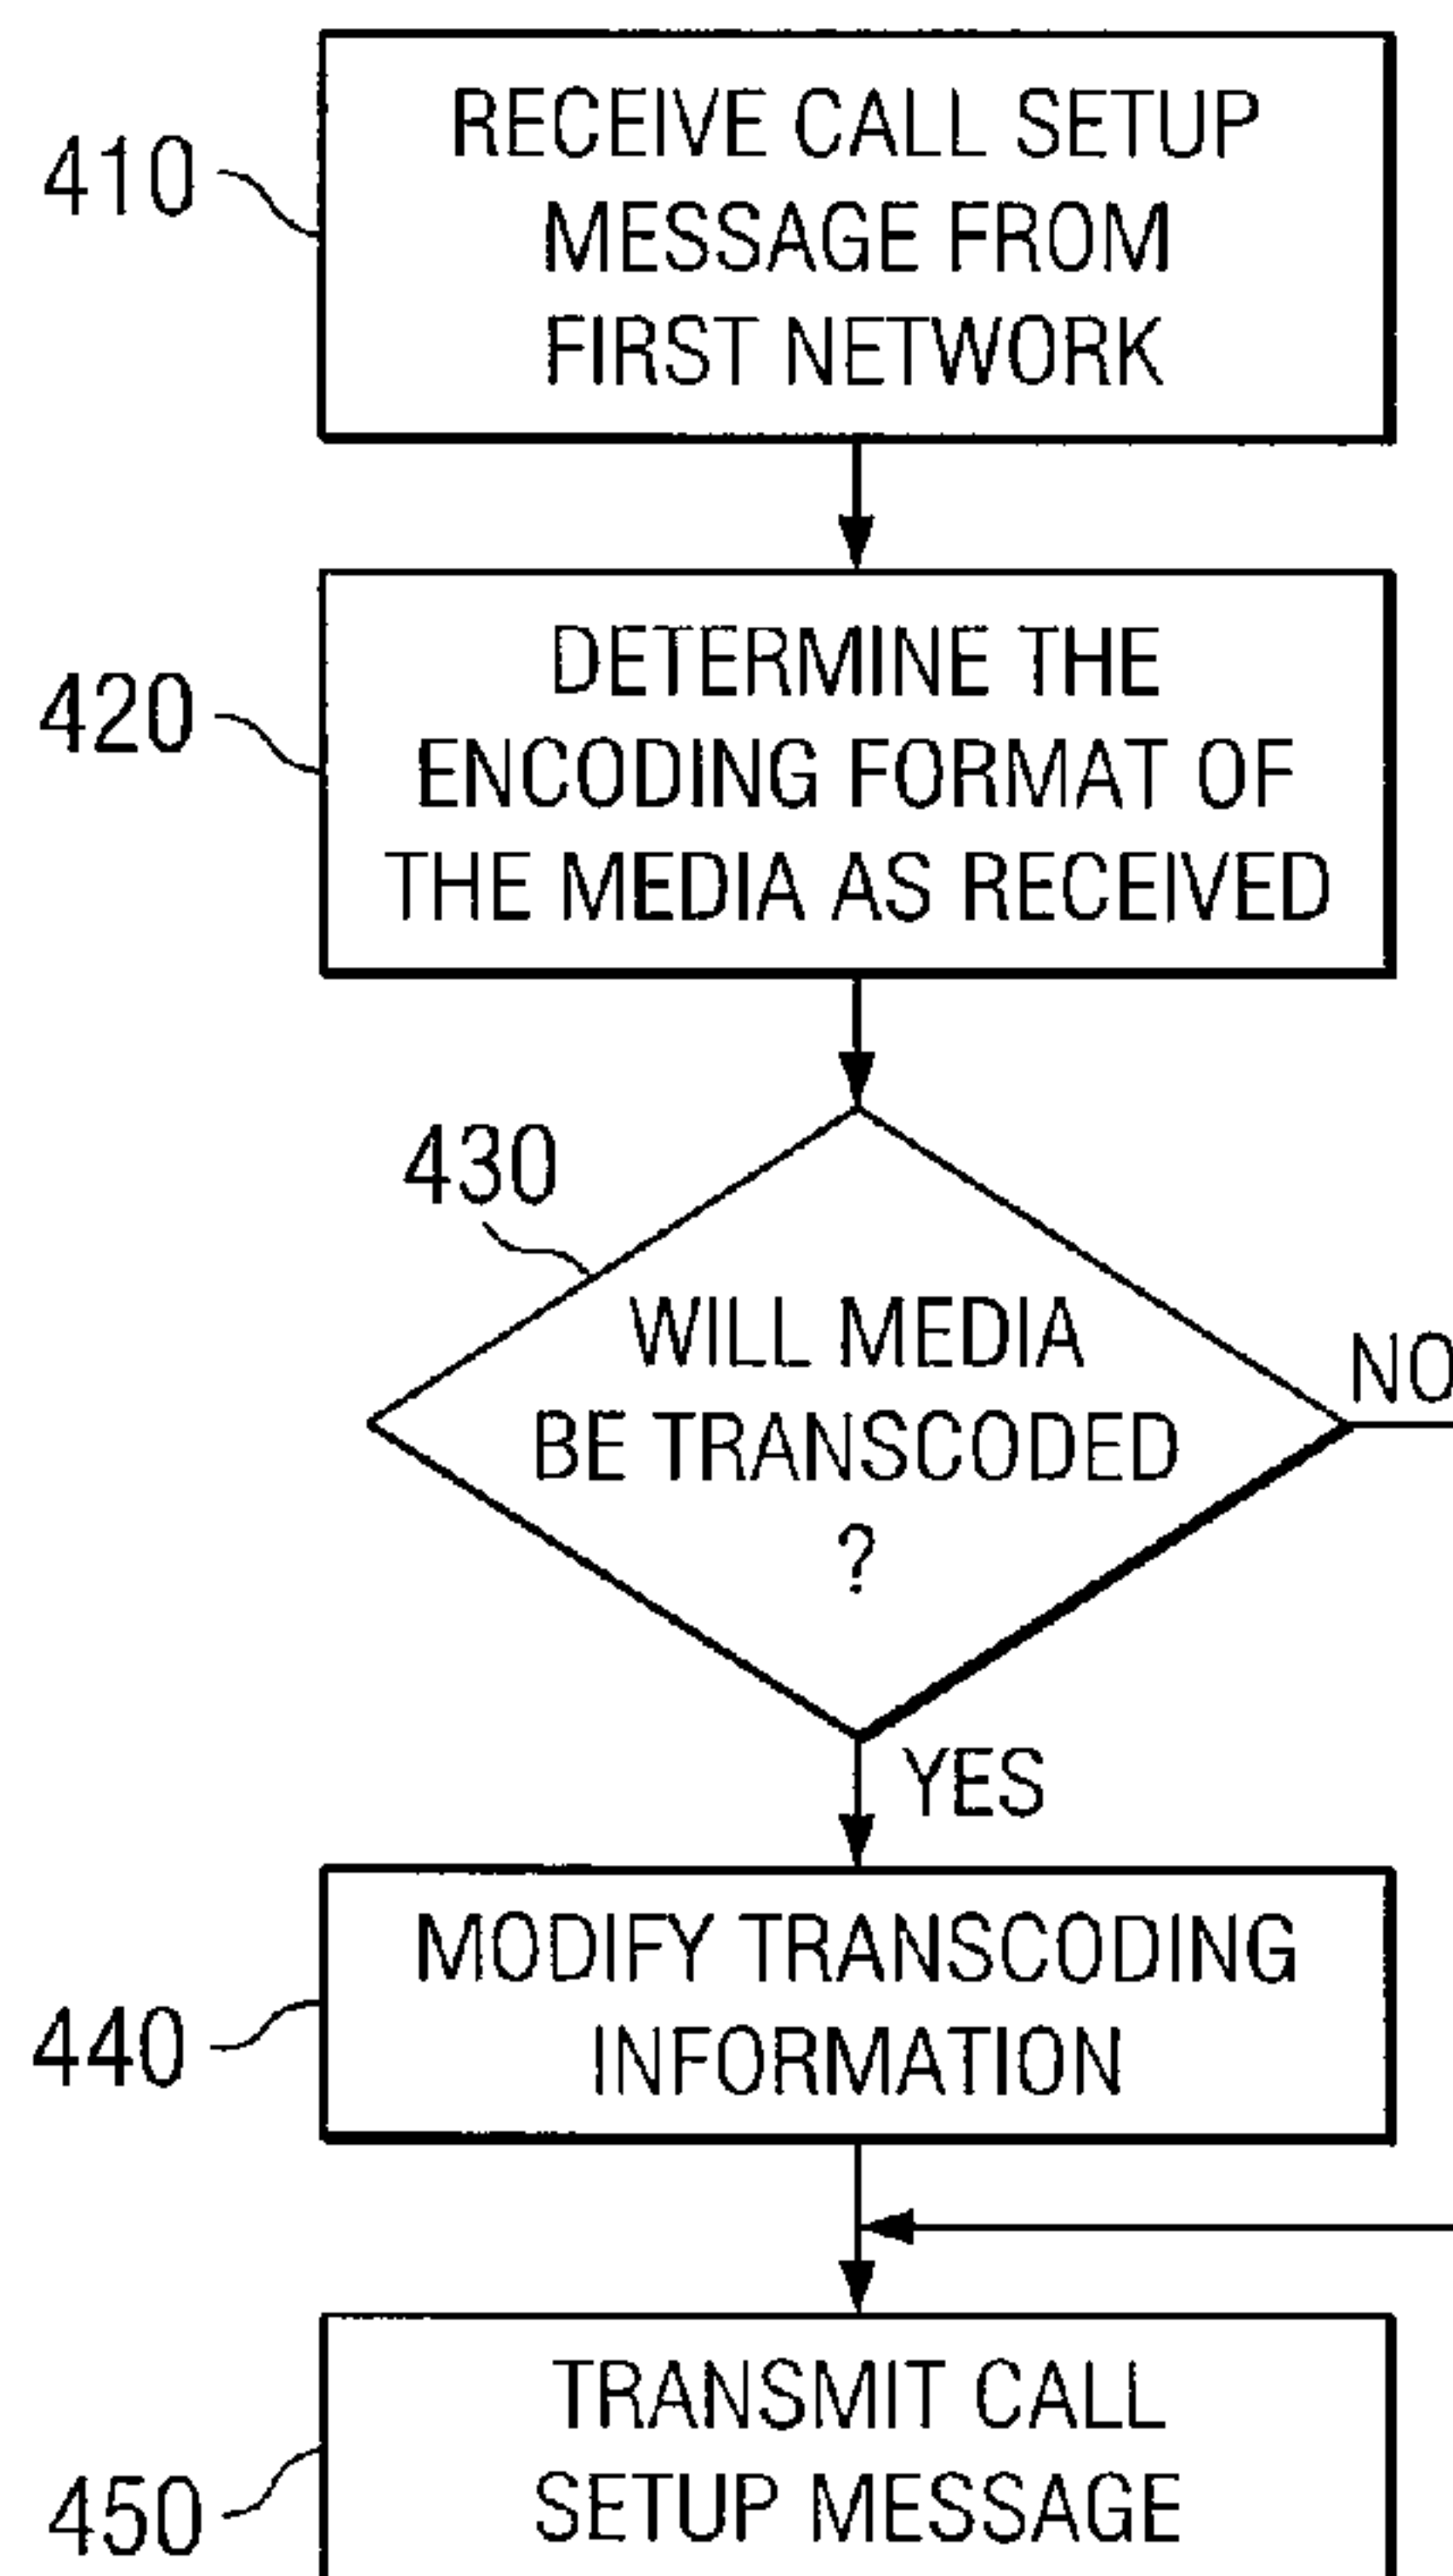 410
RECEIVE CALL SETUP
MESSAGE FROM
FIRST NETWORK
420
DETERMINE THE
ENCODING FORMAT OF
THE MEDIA AS RECEIVED
430
WILL MEDIA
BE TRANSCODED
?
NO
YES
440
MODIFY TRANSCODING
INFORMATION
450
TRANSMIT CALL
SETUP MESSAGE